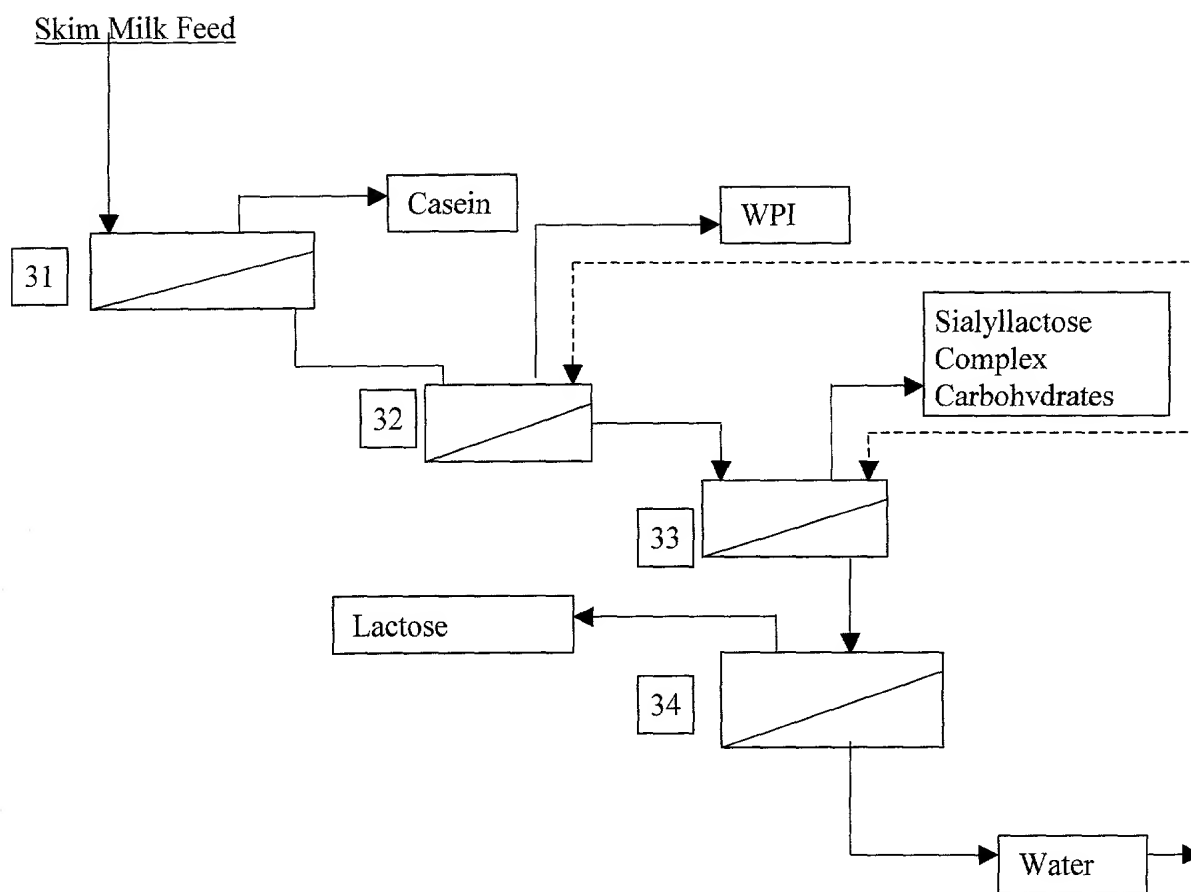 Skim Milk Feed
Casein
WPI
31
Sialyllactose
Complex
Carbohydrates
32
33
Lactose
34
Water